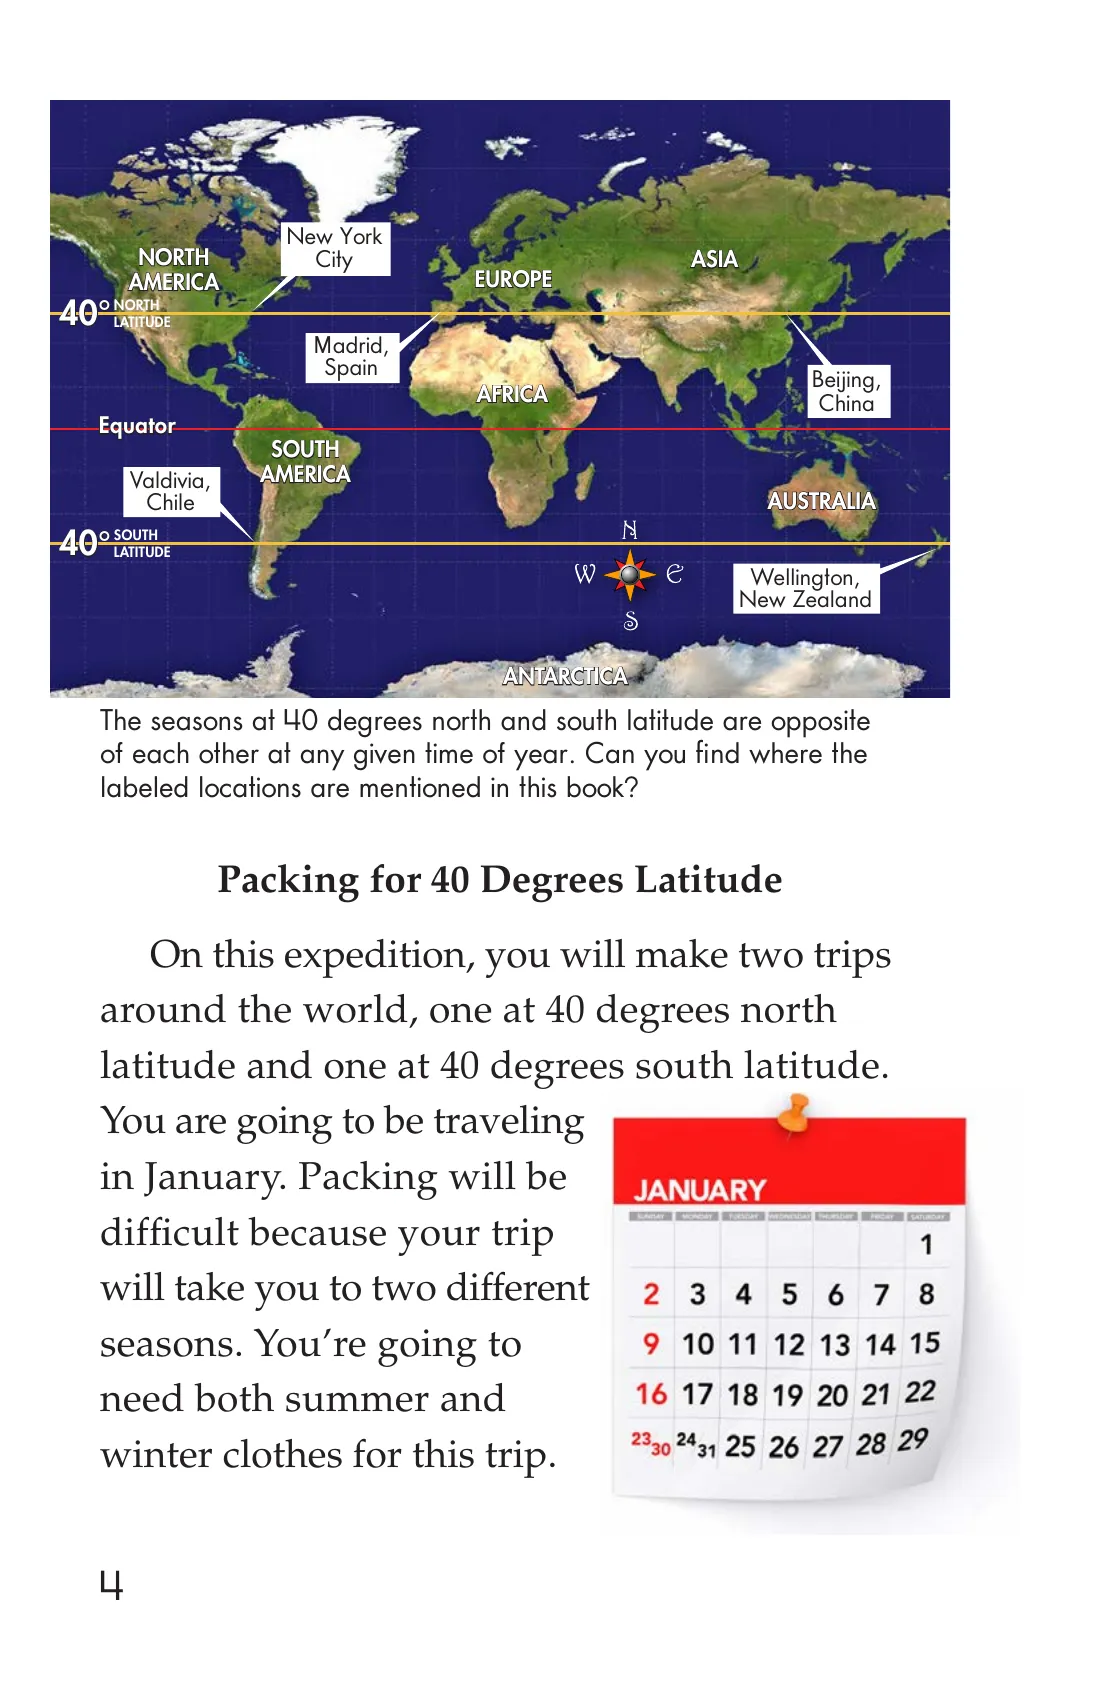 New York
City
NORTH
AMERICA
EUROPE
ASIA
40° NORTH
LATITUDE
Madrid,
Spain
Beijing,
China
AFRICA
Equator
SOUTH
AMERICA
Valdivia,
Chile
AUSTRALIA
40° SOUTH
LATITUDE
N
W E
S
Wellington,
New Zealand
ANTARCTICA
The seasons at 40 degrees north and south latitude are opposite
of each other at any given time of year. Can you find where the
labeled locations are mentioned in this book?
Packing for 40 Degrees Latitude
On this expedition, you will make two trips
around the world, one at 40 degrees north
latitude and one at 40 degrees south latitude.
You are going to be traveling
in January. Packing will be
difficult because your trip
will take you to two different
seasons. You're going to
need both summer and
winter clothes for this trip.
JANUARY
SUNDAY MONDAY TUESDAY WEDNESDAY THURSDAY FRIDAY SATURDAY
1
2 3 4 5 6 7 8
9 10 11 12 13 14 15
16 17 18 19 20 21 22
23 30 24 31 25 26 27 28 29
4